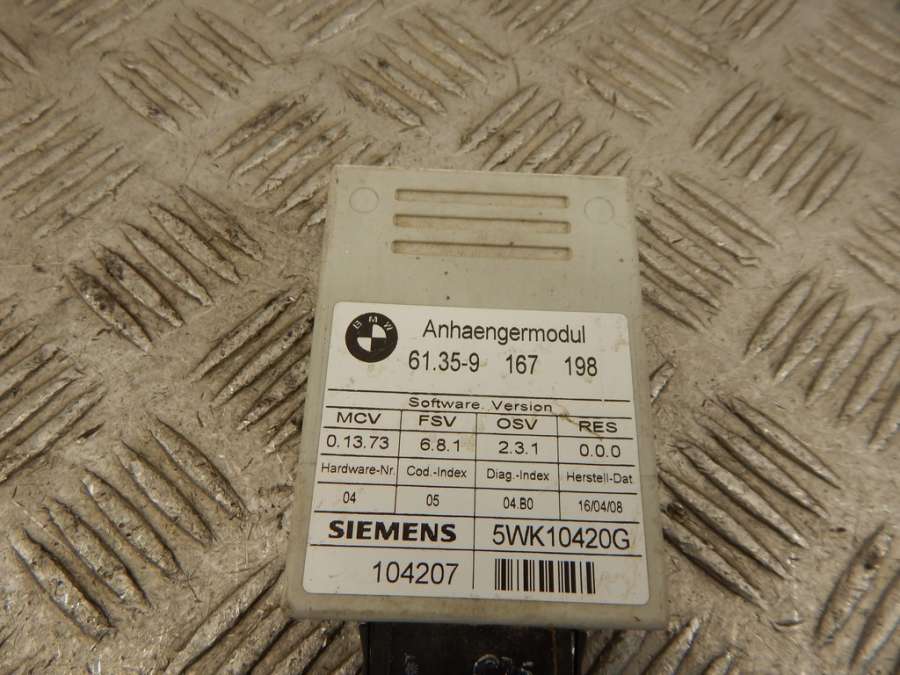 BMW
Anhaengermodul
61.35-9 167 198
Software. Version
MCV FSV OSV RES
0.13.73 6.8.1 2.3.1 0.0.0
Hardware-Nr. Cod.-Index Diag.-Index Herstell-Dat.
04 05 04.B0 16/04/08
SIEMENS 5WK10420G
104207